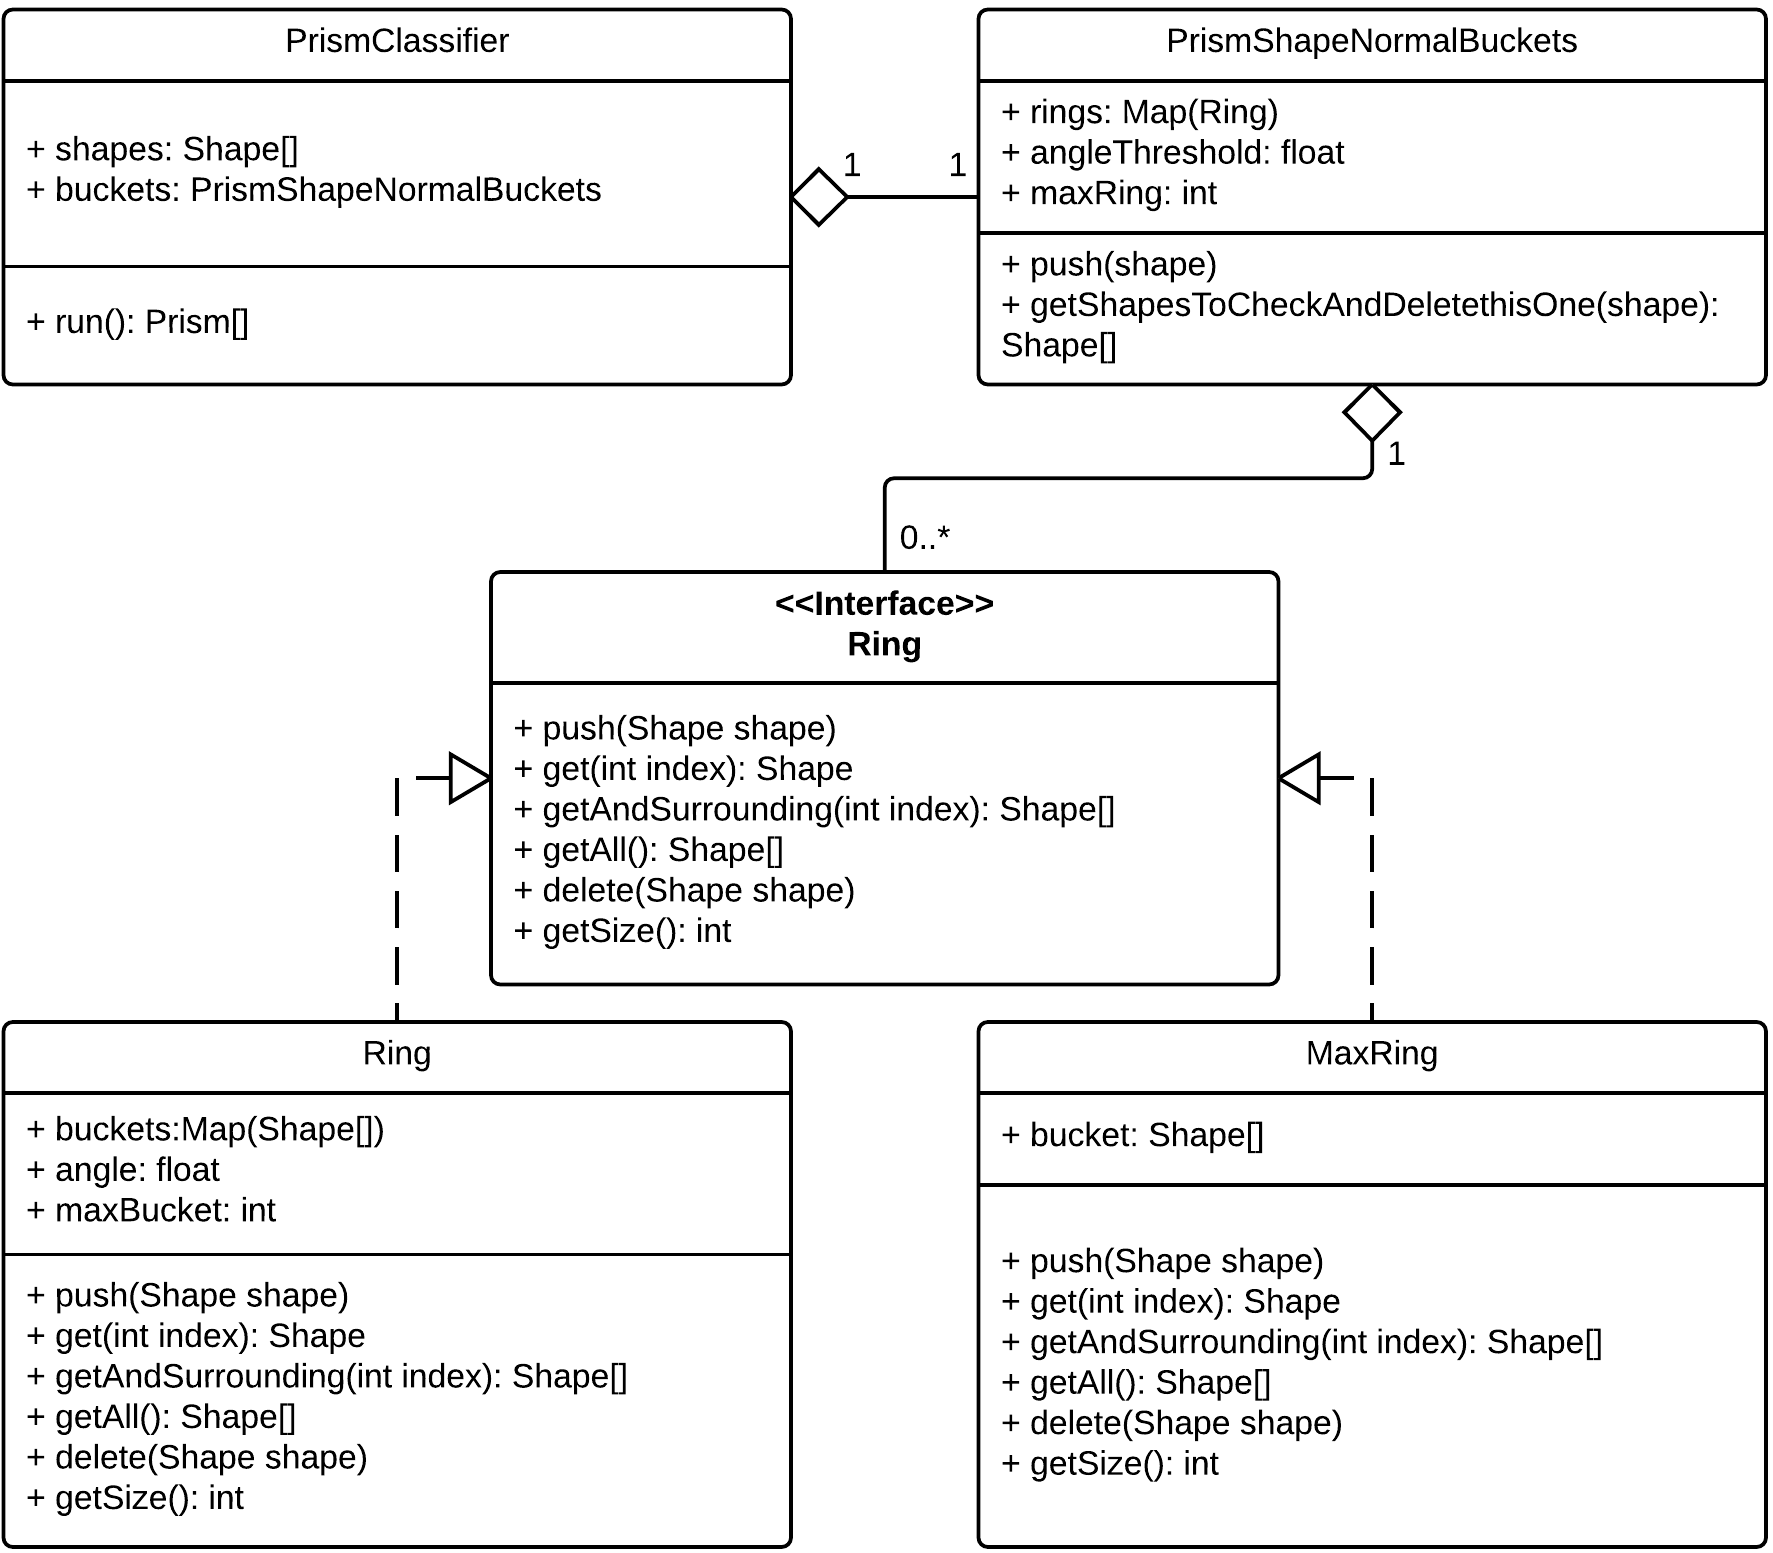 PrismClassifier
+ shapes: Shape[]
+ buckets: PrismShapeNormalBuckets
+ run(): Prism[]
1
1
PrismShapeNormalBuckets
+ rings: Map(Ring)
+ angleThreshold: float
+ maxRing: int
+ push(shape)
+ getShapesToCheckAndDeletethisOne(shape):
Shape[]
1
0..*
<<Interface>>
Ring
+ push(Shape shape)
+ get(int index): Shape
+ getAndSurrounding(int index): Shape[]
+ getAll(): Shape[]
+ delete(Shape shape)
+ getSize(): int
Ring
+ buckets:Map(Shape[])
+ angle: float
+ maxBucket: int
+ push(Shape shape)
+ get(int index): Shape
+ getAndSurrounding(int index): Shape[]
+ getAll(): Shape[]
+ delete(Shape shape)
+ getSize(): int
MaxRing
+ bucket: Shape[]
+ push(Shape shape)
+ get(int index): Shape
+ getAndSurrounding(int index): Shape[]
+ getAll(): Shape[]
+ delete(Shape shape)
+ getSize(): int